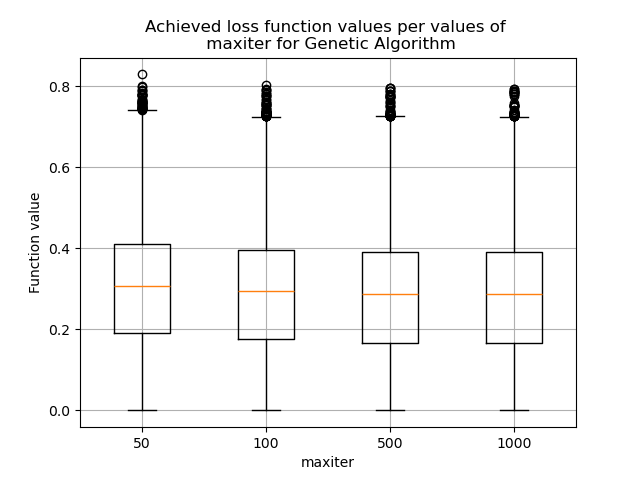 Achieved loss function values per values of
maxiter for Genetic Algorithm
0.8
0.6
0.4
0.2
0.0
Function value
50 100 500 1000
maxiter